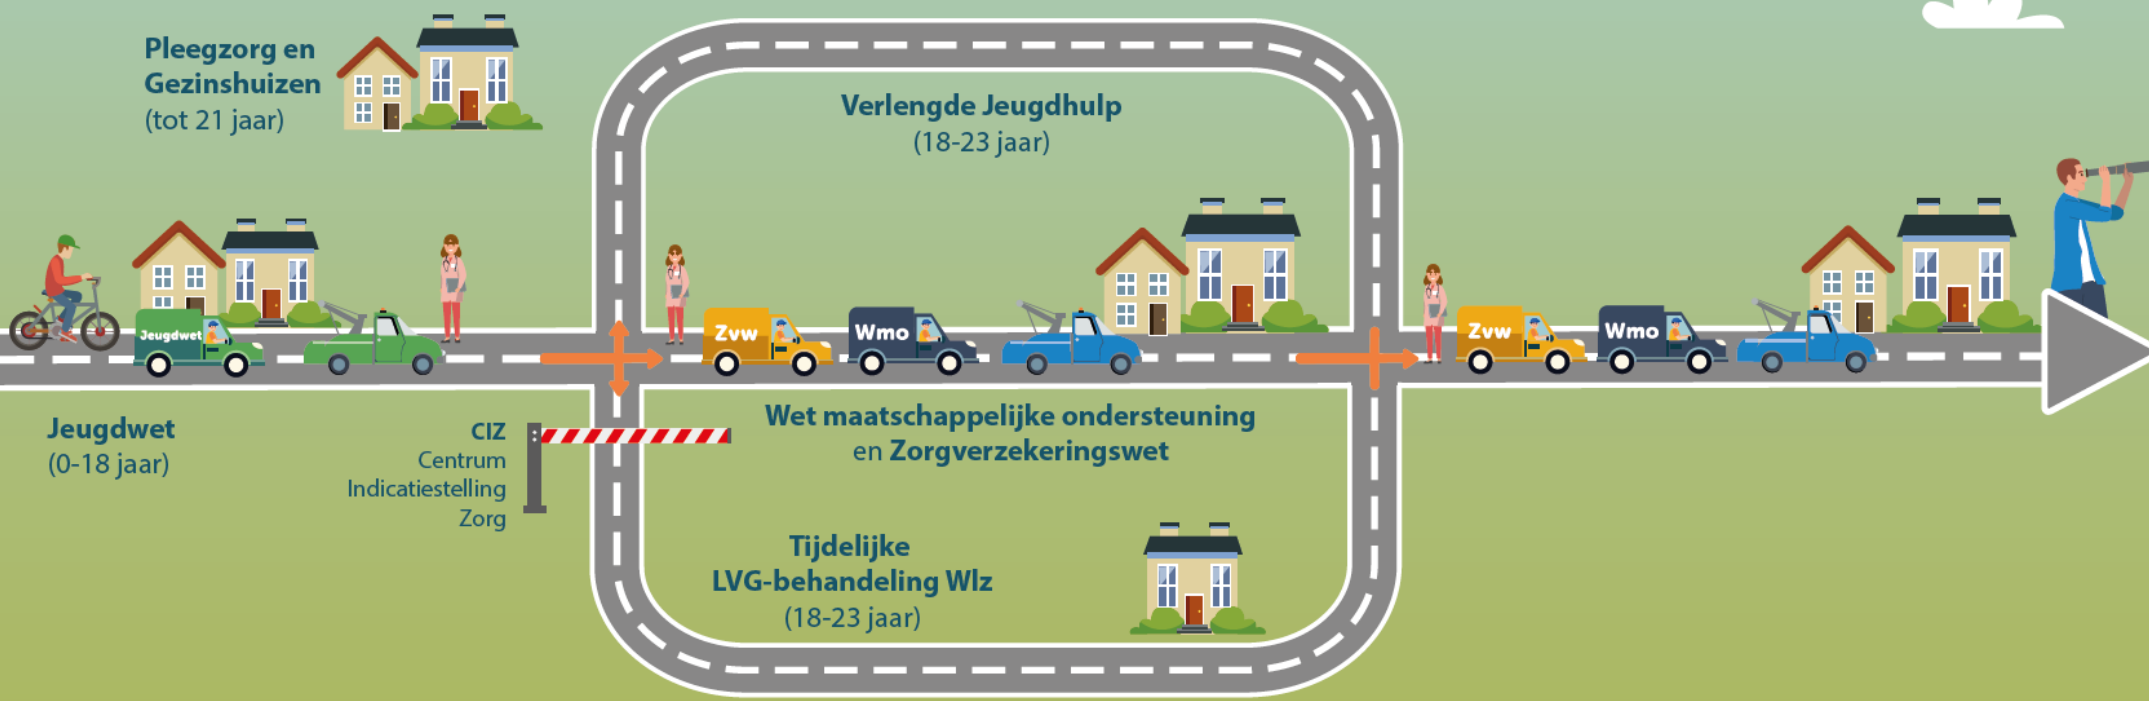 Pleegzorg en
Gezinshuizen
(tot 21 jaar)
Verlengde Jeugdhulp
(18-23 jaar)
Jeugdwet
Zvw
Wmo
Zvw
Wmo
Jeugdwet
(0-18 jaar)
CIZ
Centrum
Indicatiestelling
Zorg
Wet maatschappelijke ondersteuning
en Zorgverzekeringswet
Tijdelijke
LVG-behandeling Wlz
(18-23 jaar)